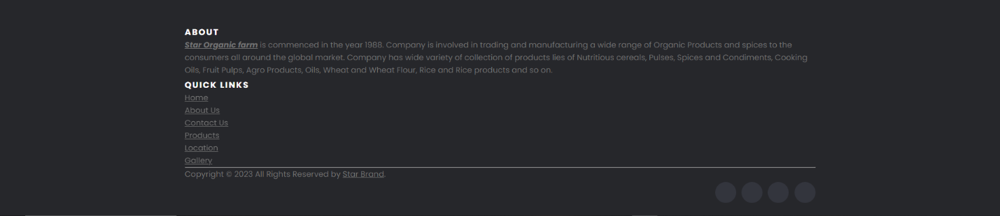 ABOUT
Star Organic farm is commenced in the year 1988. Company is involved in trading and manufacturing a wide range of Organic Products and spices to the
consumers all around the global market. Company has wide variety of collection of products lies of Nutritious cereals, Pulses, Spices and Condiments, Cooking
Oils, Fruit Pulps, Agro Products, Oils, Wheat and Wheat Flour, Rice and Rice products and so on.
QUICK LINKS
Home
About Us
Contact Us
Products
Location
Gallery
Copyright © 2023 All Rights Reserved by Star Brand.